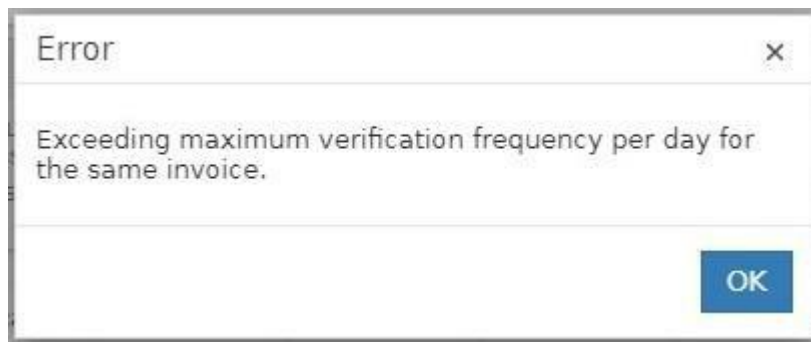 Error
×
Exceeding maximum verification frequency per day for
the same invoice.
OK